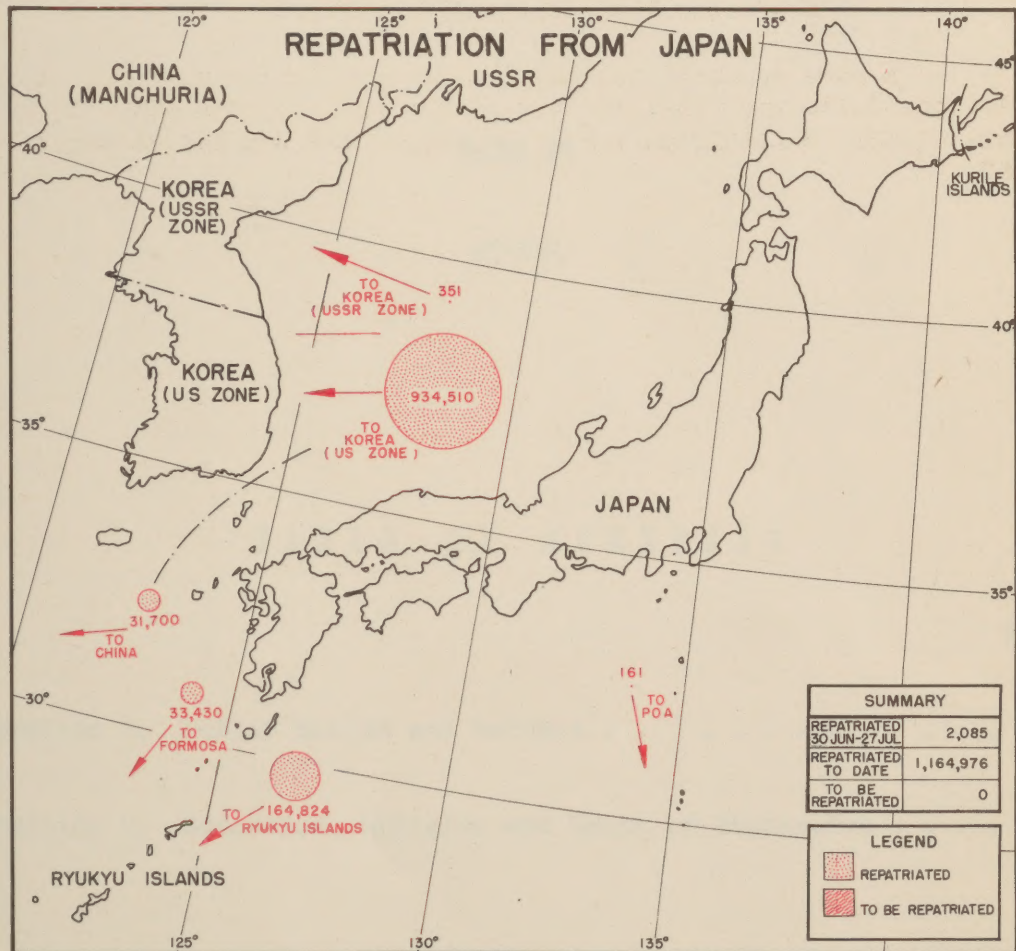 120°
125°
130°
135°
140°
REPATRIATION FROM JAPAN
45°
CHINA
(MANCHURIA)
USSR
40°
KOREA
(USSR
ZONE)
KURILE
ISLANDS
TO
KOREA
(USSR ZONE)
351
40°
KOREA
(US ZONE)
934,510
TO
KOREA
(US ZONE)
35°
JAPAN
35°
31,700
TO
CHINA
30°
33,430
TO
FORMOSA
161
TO
POA
164,824
TO RYUKYU ISLANDS
RYUKYU ISLANDS
SUMMARY
REPATRIATED 30 JUN-27 JUL 2,085
REPATRIATED TO DATE 1,164,976
TO BE REPATRIATED 0
LEGEND
REPATRIATED
TO BE REPATRIATED
125°
130°
135°